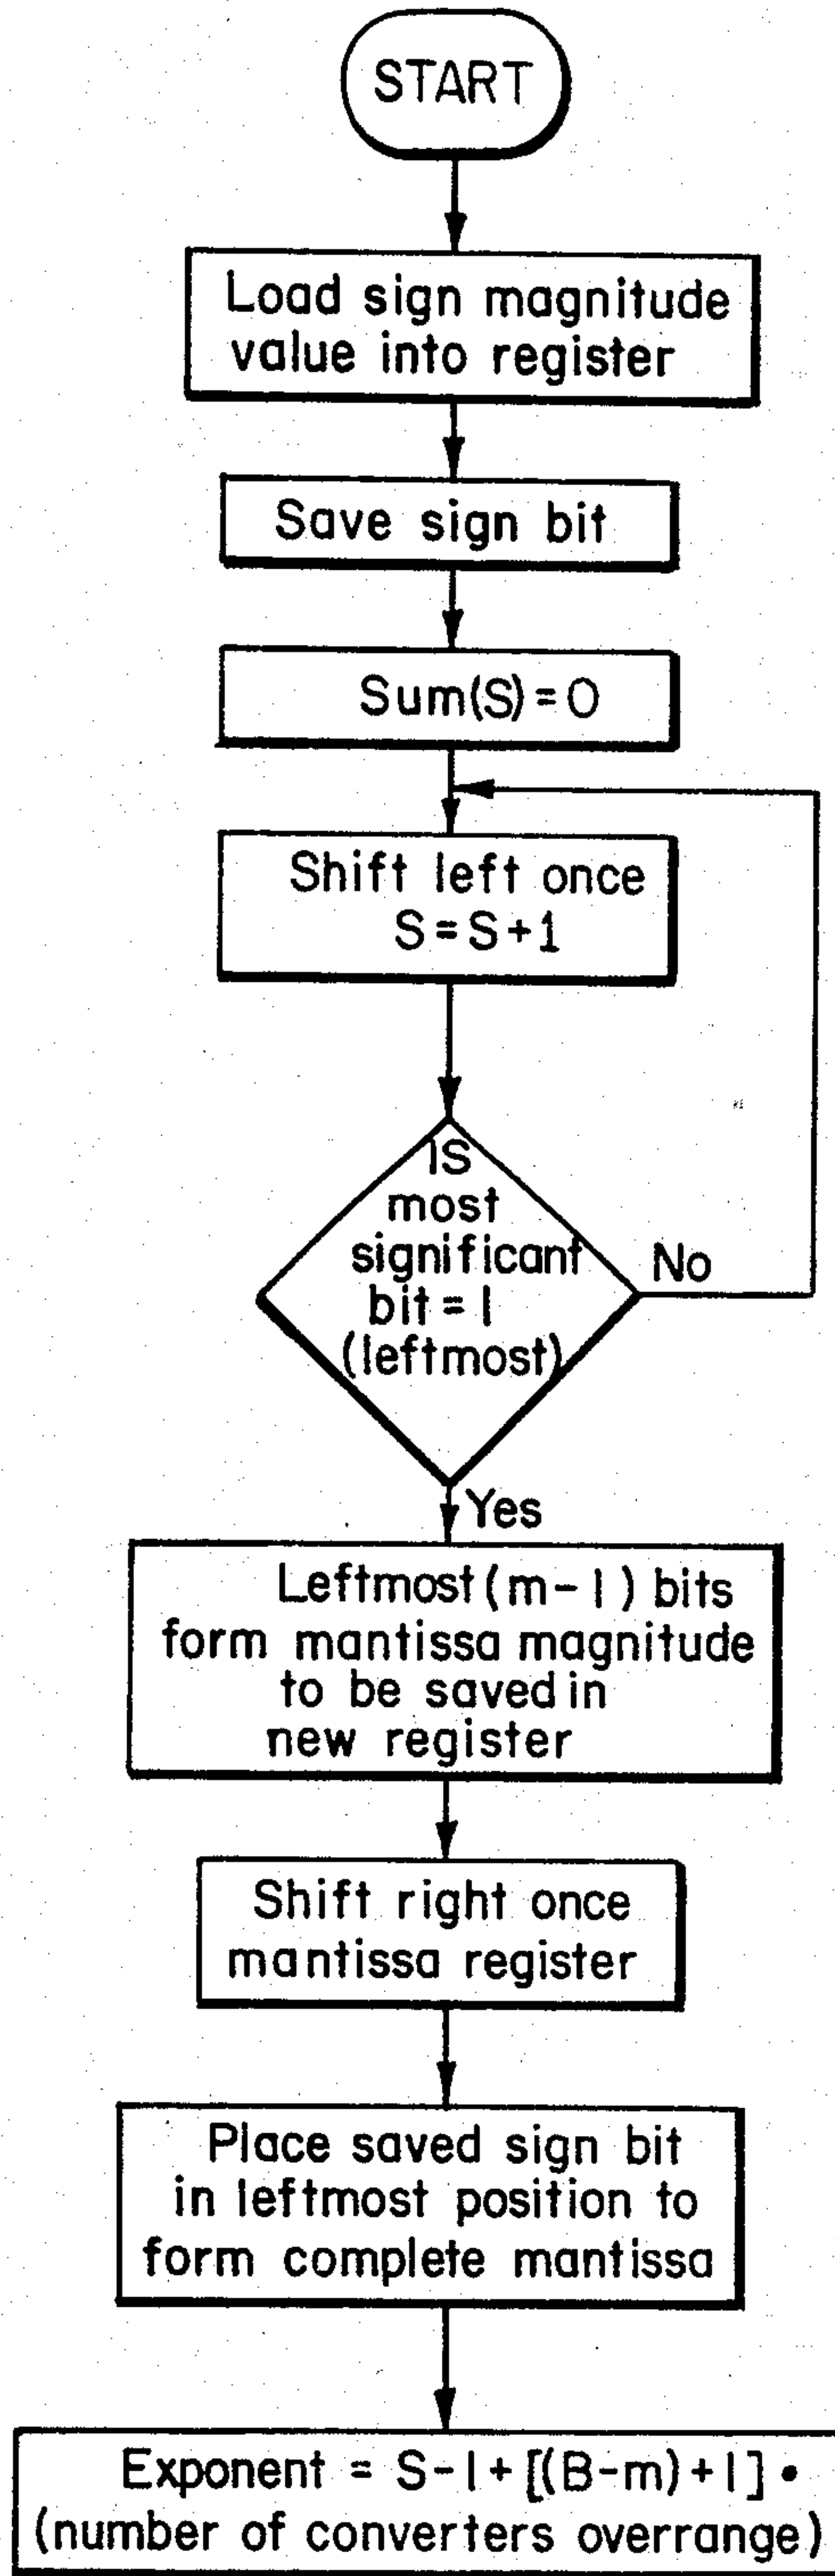 START
Load sign magnitude
value into register
Save sign bit
Sum(S) = 0
Shift left once
S = S + 1
IS
most
significant
bit = 1
(leftmost)
No
Yes
Leftmost (m-1) bits
form mantissa magnitude
to be saved in
new register
Shift right once
mantissa register
Place saved sign bit
in leftmost position to
form complete mantissa
Exponent = S-1+[(B-m)+1] •
(number of converters overrange)